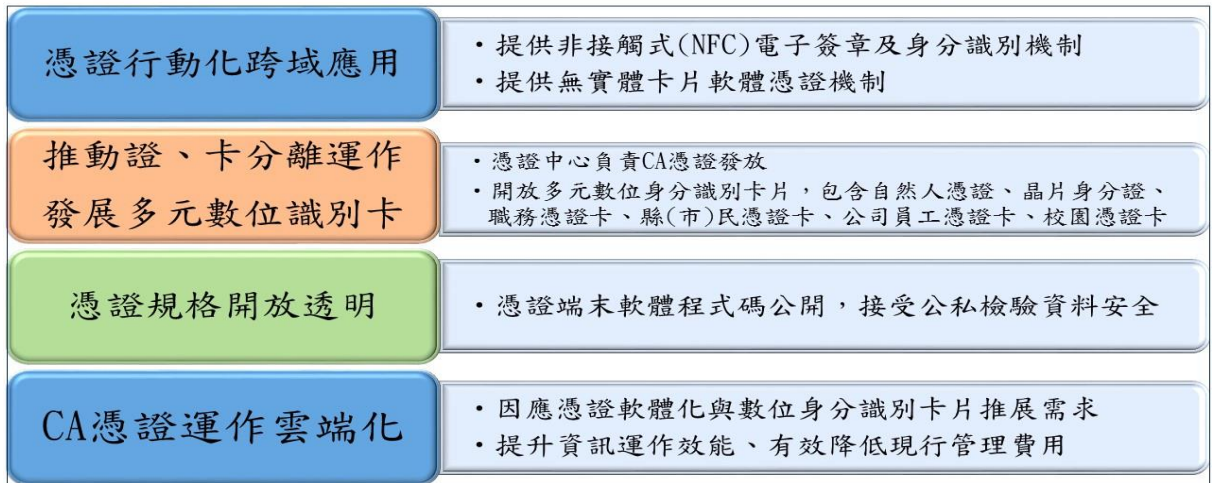 憑證行動化跨域應用
・提供非接觸式(NFC)電子簽章及身分識別機制
・提供無實體卡片軟體憑證機制
推動證、卡分離運作
發展多元數位識別卡
・憑證中心負責CA憑證發放
・開放多元數位身分識別卡片，包含自然人憑證、晶片身分證、
職務憑證卡、縣(市)民憑證卡、公司員工憑證卡、校園憑證卡
憑證規格開放透明
・憑證端末軟體程式碼公開，接受公私檢驗資料安全
CA憑證運作雲端化
・因應憑證軟體化與數位身分識別卡片推展需求
・提升資訊運作效能、有效降低現行管理費用